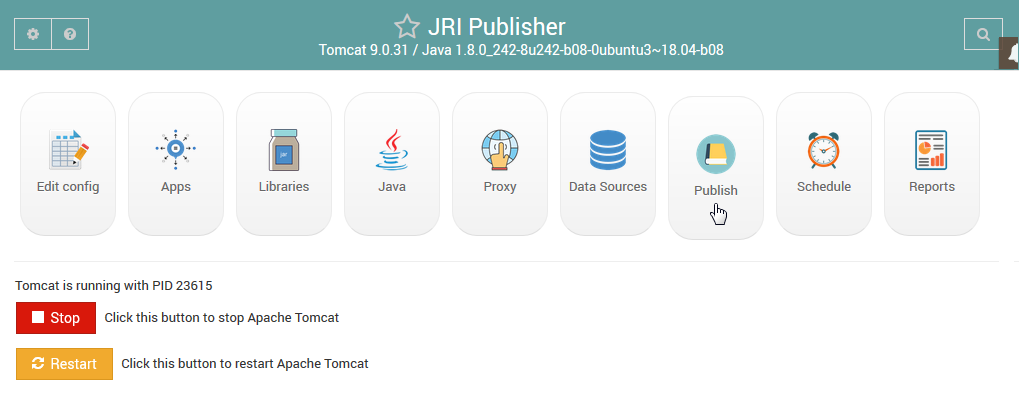 JRI Publisher
Tomcat 9.0.31 / Java 1.8.0_242-8u242-b08-0ubuntu3~18.04-b08
Edit config
Apps
jar
Libraries
Java
Proxy
Data Sources
Publish
Schedule
Reports
Tomcat is running with PID 23615
Stop Click this button to stop Apache Tomcat
Restart Click this button to restart Apache Tomcat